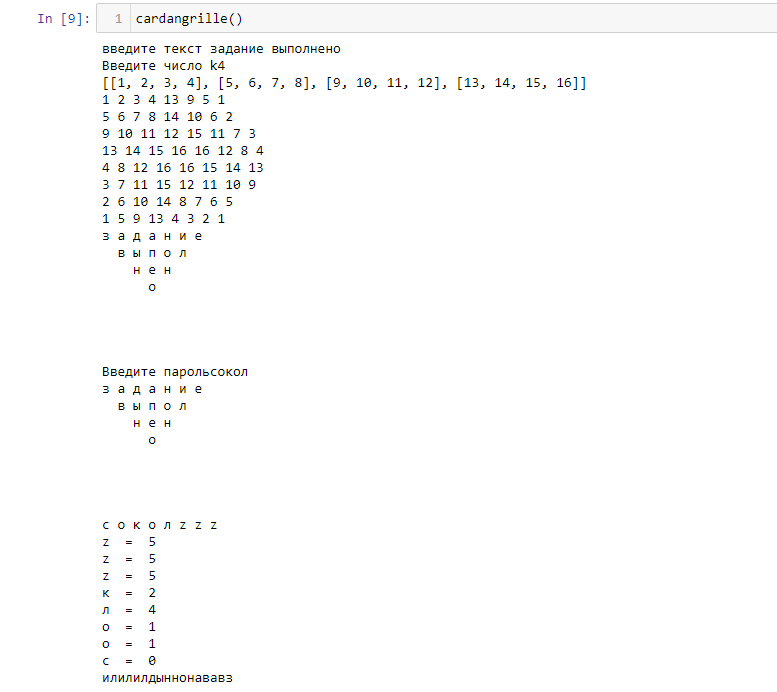 In [9]: 1 cardangrille()
введите текст задание выполнено
Введите число k4
[[1, 2, 3, 4], [5, 6, 7, 8], [9, 10, 11, 12], [13, 14, 15, 16]]
1 2 3 4 13 9 5 1
5 6 7 8 14 10 6 2
9 10 11 12 15 11 7 3
13 14 15 16 16 12 8 4
4 8 12 16 16 15 14 13
3 7 11 15 12 11 10 9
2 6 10 14 8 7 6 5
1 5 9 13 4 3 2 1
з а д а н и е
в ы п о л
н е н
о
Введите парольсокол
з а д а н и е
в ы п о л
н е н
о
с о к о л z z z
z = 5
z = 5
z = 5
к = 2
л = 4
о = 1
о = 1
с = 0
илилилдыннонававз